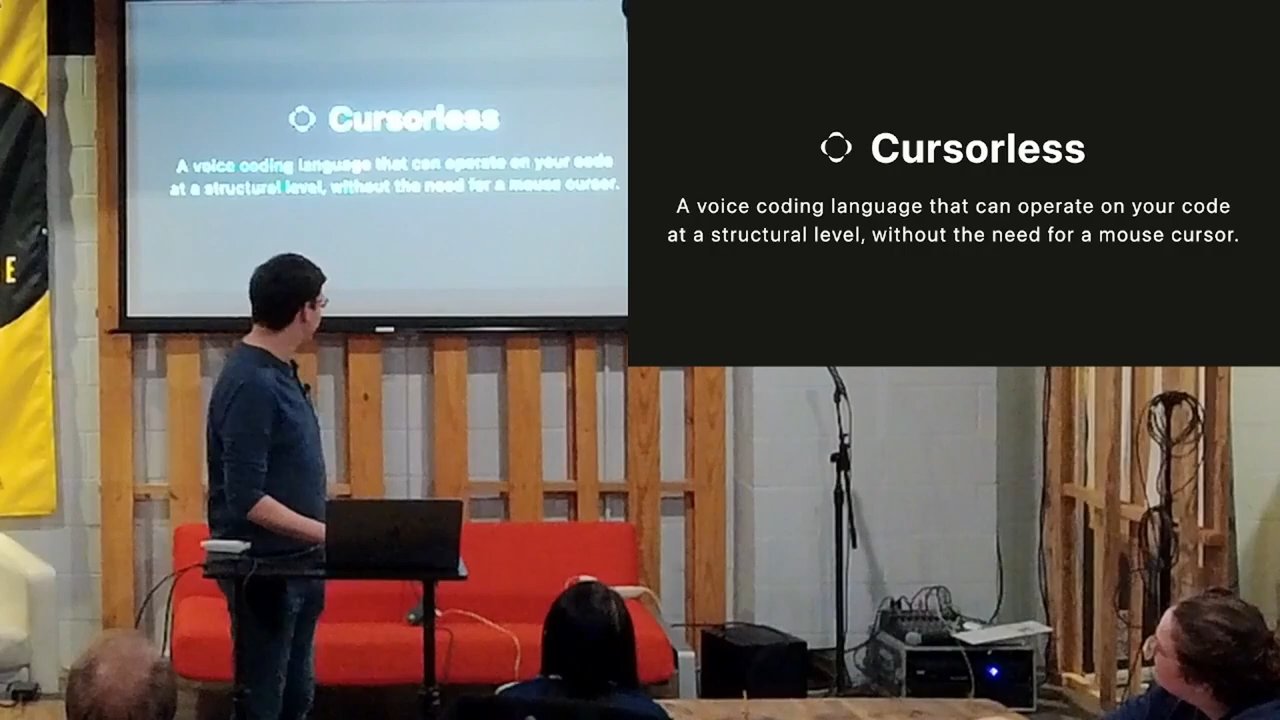 Cursorless
A voice coding language that can operate on your code
at a structural level, without the need for a mouse cursor.
Cursorless
A voice coding language that can operate on your code
at a structural level, without the need for a mouse cursor.
E